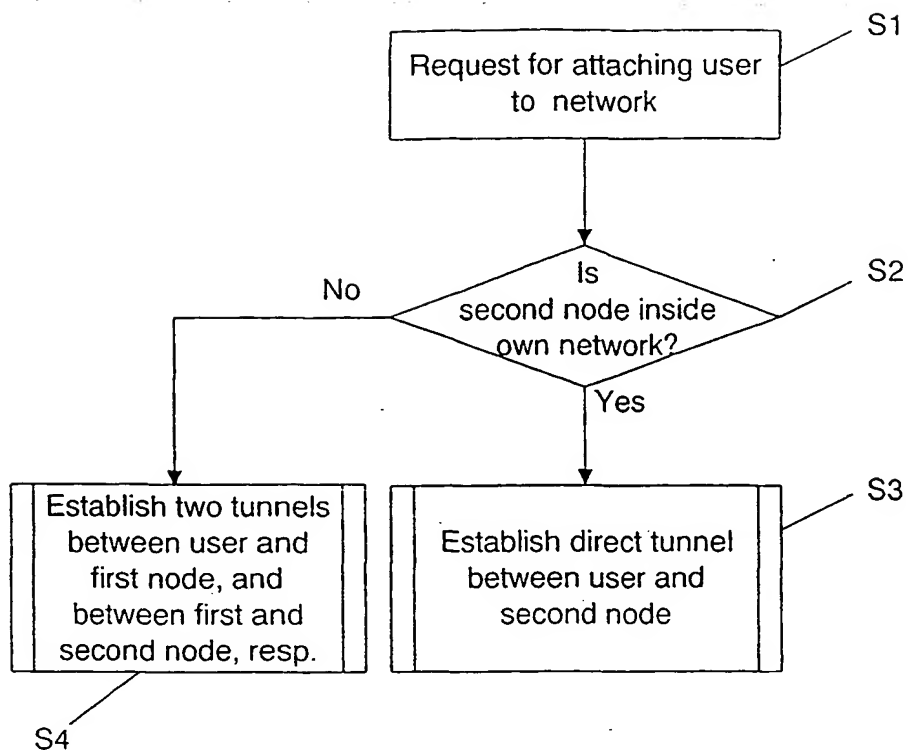 S1
Request for attaching user
to network
S2
Is
second node inside
own network?
No
Yes
S3
Establish two tunnels
between user and
first node, and
between first and
second node, resp.
Establish direct tunnel
between user and
second node
S4